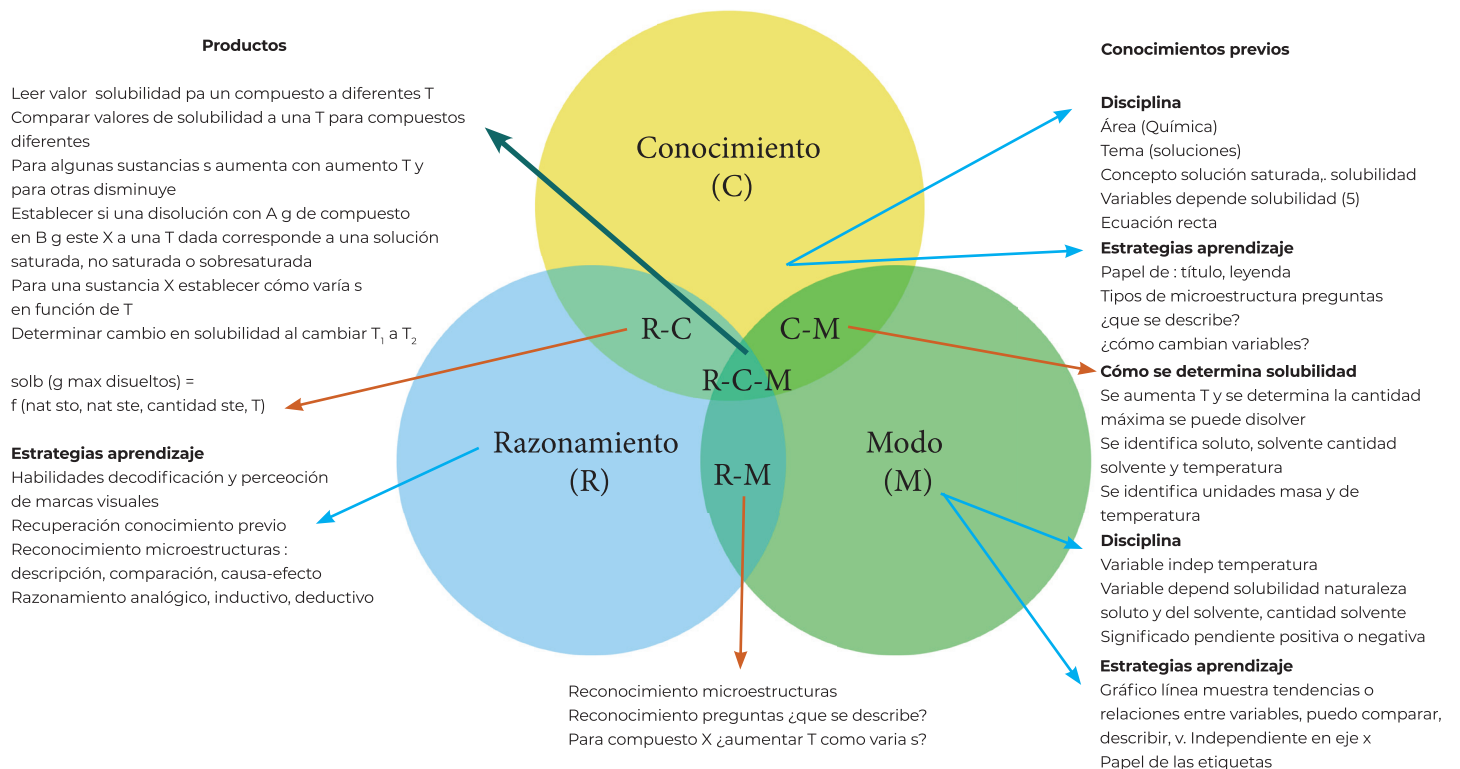 Productos
Leer valor solubilidad pa un compuesto a diferentes T
Comparar valores de solubilidad a una T para compuestos
diferentes
Para algunas sustancias s aumenta con aumento T y
para otras disminuye
Establecer si una disolución con A g de compuesto
en B g este X a una T dada corresponde a una solución
saturada, no saturada o sobresaturada
Para una sustancia X establecer cómo varía s
en función de T
Determinar cambio en solubilidad al cambiar T₁ a T₂
solb (g max disueltos) =
f (nat sto, nat ste, cantidad ste, T)
Estrategias aprendizaje
Habilidades decodificación y perceoción
de marcas visuales
Recuperación conocimiento previo
Reconocimiento microestructuras :
descripción, comparación, causa-efecto
Razonamiento analógico, inductivo, deductivo
Conocimiento
(C)
R-C
C-M
R-C-M
Razonamiento
(R)
Modo
(M)
R-M
Reconocimiento microestructuras
Reconocimiento preguntas ¿que se describe?
Para compuesto X ¿aumentar T como varia s?
Conocimientos previos
Disciplina
Área (Química)
Tema (soluciones)
Concepto solución saturada,. solubilidad
Variables depende solubilidad (5)
Ecuación recta
Estrategias aprendizaje
Papel de : título, leyenda
Tipos de microestructura preguntas
¿que se describe?
¿cómo cambian variables?
Cómo se determina solubilidad
Se aumenta T y se determina la cantidad
máxima se puede disolver
Se identifica soluto, solvente cantidad
solvente y temperatura
Se identifica unidades masa y de
temperatura
Disciplina
Variable indep temperatura
Variable depend solubilidad naturaleza
soluto y del solvente, cantidad solvente
Significado pendiente positiva o negativa
Estrategias aprendizaje
Gráfico línea muestra tendencias o
relaciones entre variables, puedo comparar,
describir, v. Independiente en eje x
Papel de las etiquetas